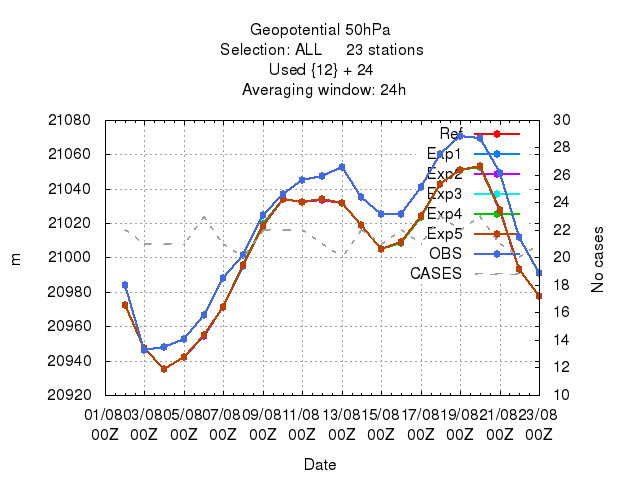 Geopotential 50hPa
Selection: ALL 23 stations
Used {12} + 24
Averaging window: 24h
21080 30
21060 28
21040 26
21020 24
21000 22
20980 20
20960 18
20940 16
20920 14
12
10
Ref
Exp1
Exp2
Exp3
Exp4
Exp5
OBS
CASES
m
No cases
01/08 03/08 05/08 07/08 09/08 11/08 13/08 15/08 17/08 19/08 21/08 23/08
00Z 00Z 00Z 00Z 00Z 00Z 00Z 00Z 00Z 00Z 00Z 00Z
Date